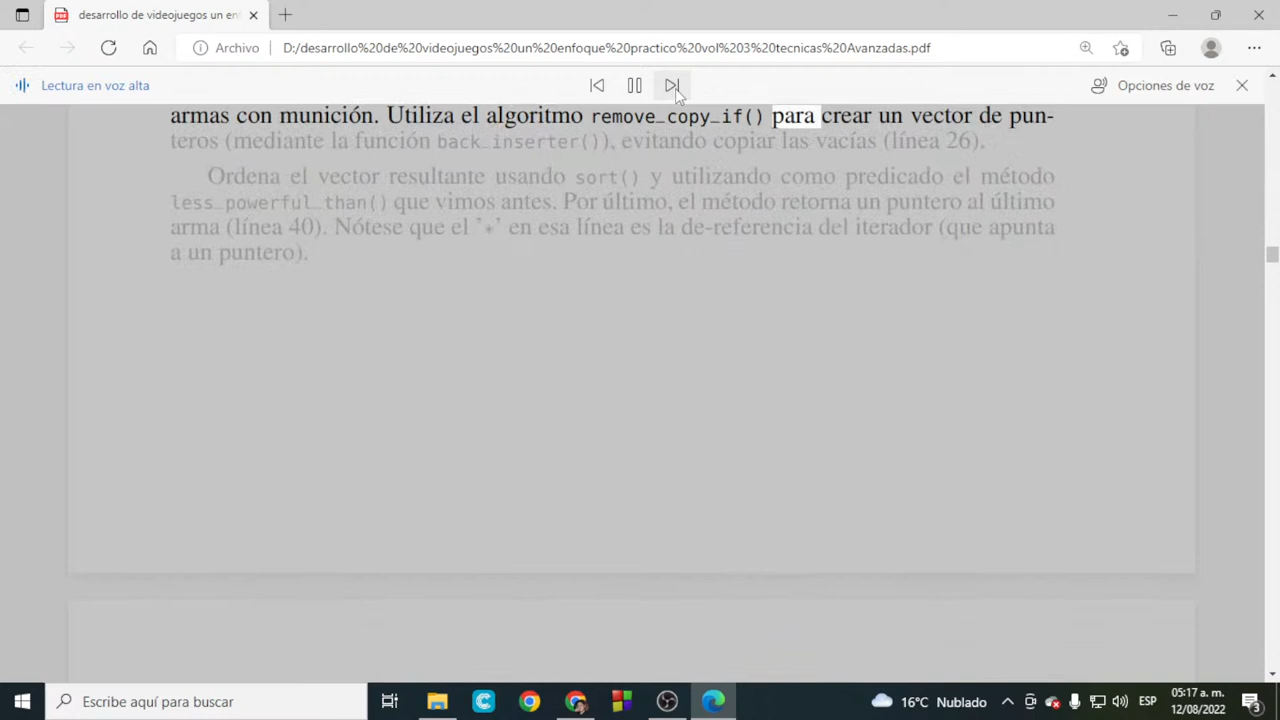 desarrollo de videojuegos un en
Archivo
D:/desarrollo%20de%20videojuegos%20un%20enfoque%20practico%20vol%203%20tecnicas%20Avanzadas.pdf
Lectura en voz alta
Opciones de voz
armas con munición. Utiliza el algoritmo remove_copy_if() para crear un vector de pun-
teros (mediante la función back_inserter()), evitando copiar las vacías (línea 26).
Ordena el vector resultante usando sort() y utilizando como predicado el método
less_powerful_than() que vimos antes. Por último, el método retorna un puntero al último
arma (línea 40). Nótese que el '*' en esa línea es la de-referencia del iterador (que apunta
a un puntero).
Escribe aquí para buscar
16°C Nublado
ESP
05:17 a. m.
12/08/2022
3